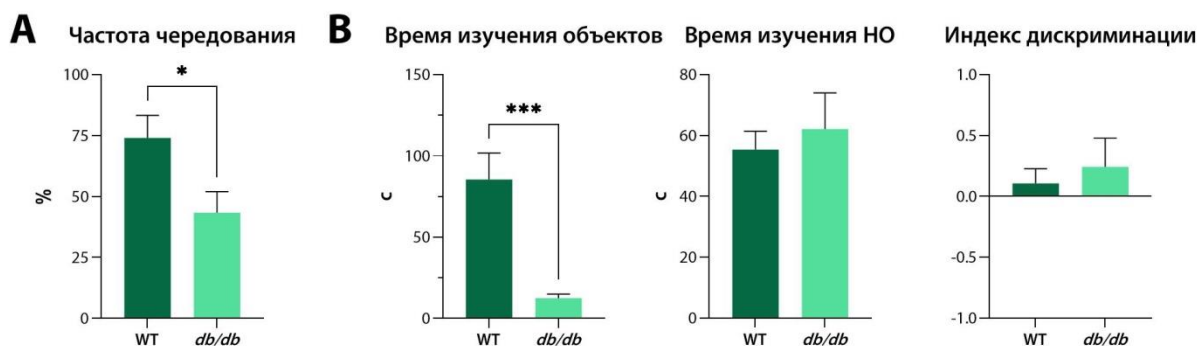 A
Частота чередования
100
75
50
25
0
%
*
WT
db/db
B
Время изучения объектов
150
100
50
0
с
***
WT
db/db
Время изучения НО
80
60
40
20
0
с
WT
db/db
Индекс дискриминации
1.0
0.5
0.0
-0.5
-1.0
WT
db/db